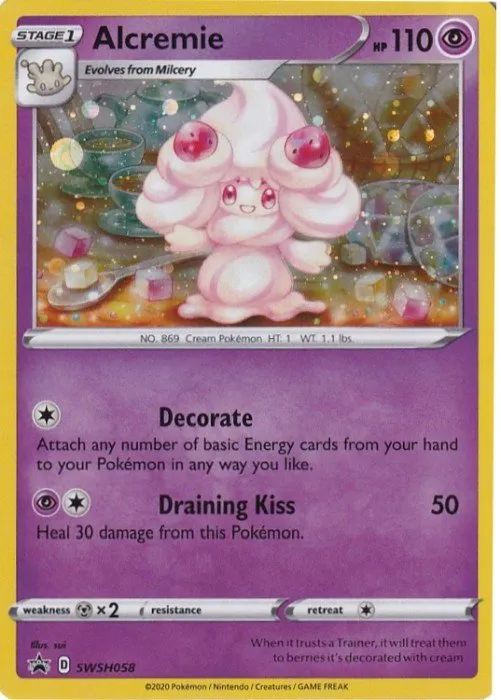 STAGE1
Alcremie
HP 110
Evolves from Milcery
NO. 869 Cream Pokémon HT: 1 WT: 1.1 lbs.
Decorate
Attach any number of basic Energy cards from your hand
to your Pokémon in any way you like.
Draining Kiss 50
Heal 30 damage from this Pokémon.
weakness ×2 resistance retreat
Illus. sui
When it trusts a Trainer, it will treat them
to berries it's decorated with cream
D SWSH058
©2020 Pokémon / Nintendo / Creatures / GAME FREAK